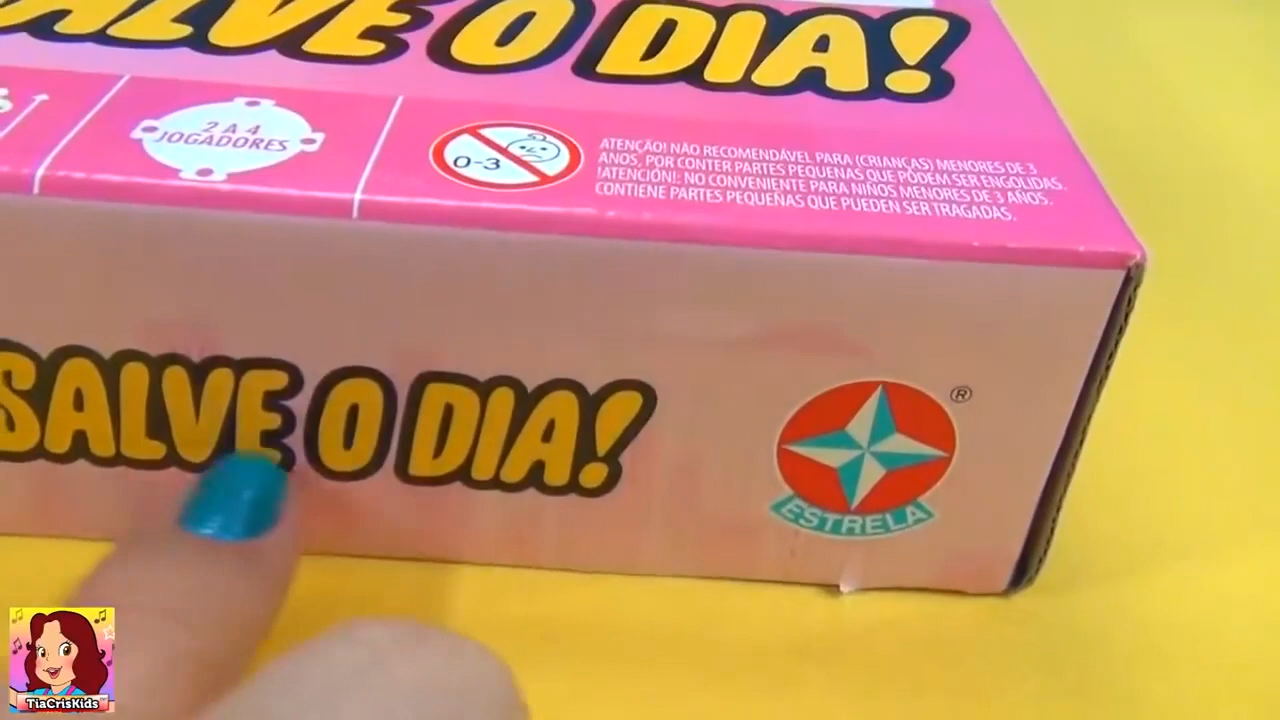 SALVE O DIA!
2 A 4
JOGADORES
0-3
ATENÇÃO! NÃO RECOMENDÁVEL PARA (CRIANÇAS) MENORES DE 3
ANOS, POR CONTER PARTES PEQUENAS QUE PODEM SER ENGOLIDAS.
!ATENCIÓN!: NO CONVENIENTE PARA NIÑOS MENORES DE 3 AÑOS.
CONTIENE PARTES PEQUEÑAS QUE PUEDEN SER TRAGADAS.
SALVE O DIA!
®
ESTRELA
TiaCrisKids